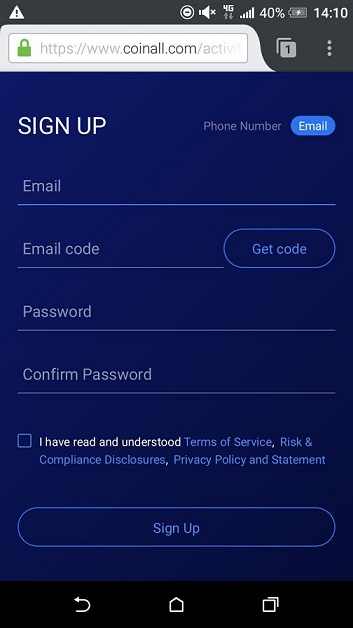 4G 40% 14:10
https://www.coinall.com/activi
1
SIGN UP Phone Number Email
Email
Email code Get code
Password
Confirm Password
I have read and understood Terms of Service, Risk &
Compliance Disclosures, Privacy Policy and Statement
Sign Up